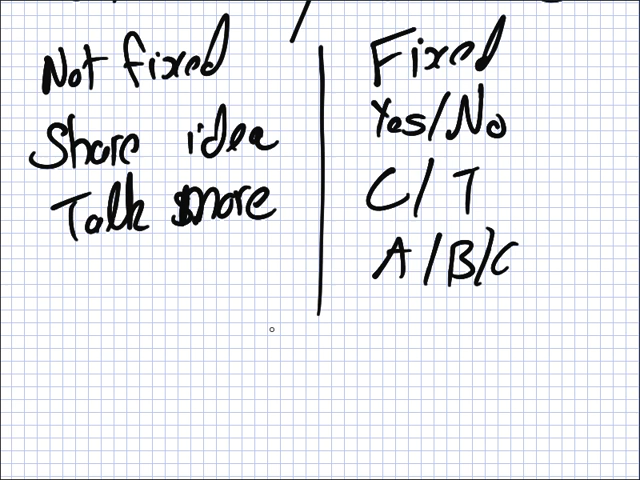 Not fixed
Share idea
Talk more
Fixed
Yes/No
C/T
A/B/C